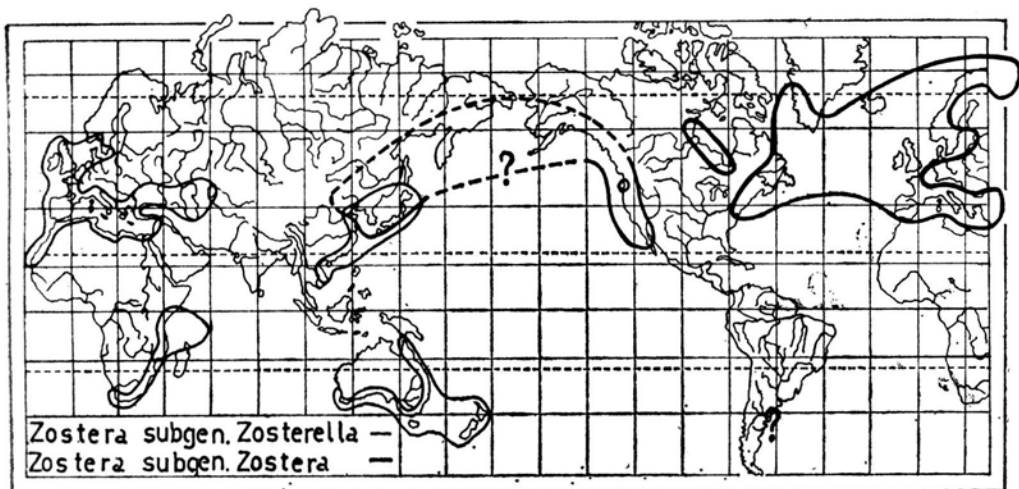 ?
?
Zostera subgen. Zosterella —
Zostera subgen. Zostera —